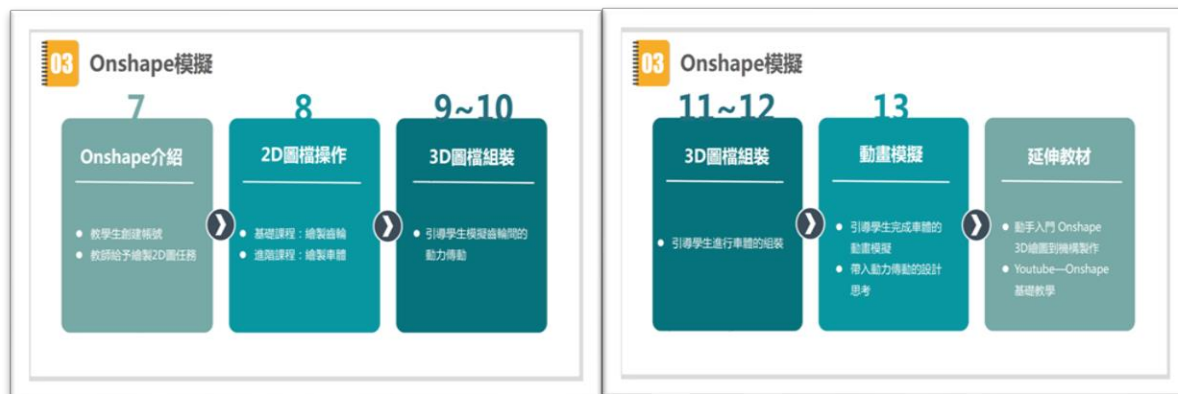 03 Onshape模擬
7
Onshape介紹
● 教學生創建帳號
● 教師給予繪製2D圖任務
8
2D圖檔操作
● 基礎課程：繪製齒輪
● 進階課程：繪製車體
9~10
3D圖檔組裝
● 引導學生模擬齒輪間的
動力傳動
03 Onshape模擬
11~12
3D圖檔組裝
● 引導學生進行車體的組裝
13
動畫模擬
● 引導學生完成車體的
動畫模擬
● 帶入動力傳動的設計
思考
延伸教材
● 動手入門 Onshape
3D繪圖到機構製作
● Youtube—Onshape
基礎教學